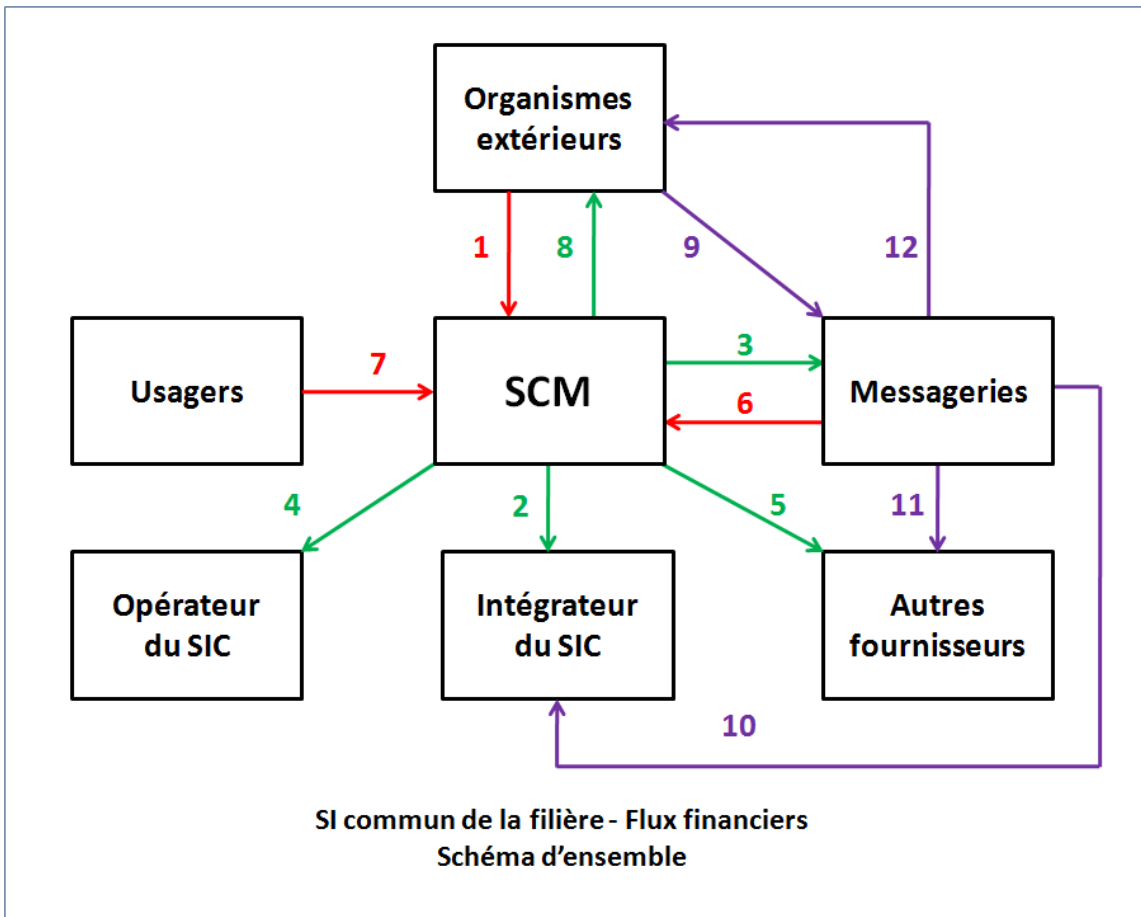 Organismes
extérieurs
1
8
9
12
Usagers
7
SCM
3
6
Messageries
4
2
5
11
Opérateur
du SIC
Intégrateur
du SIC
Autres
fournisseurs
10
SI commun de la filière - Flux financiers
Schéma d'ensemble